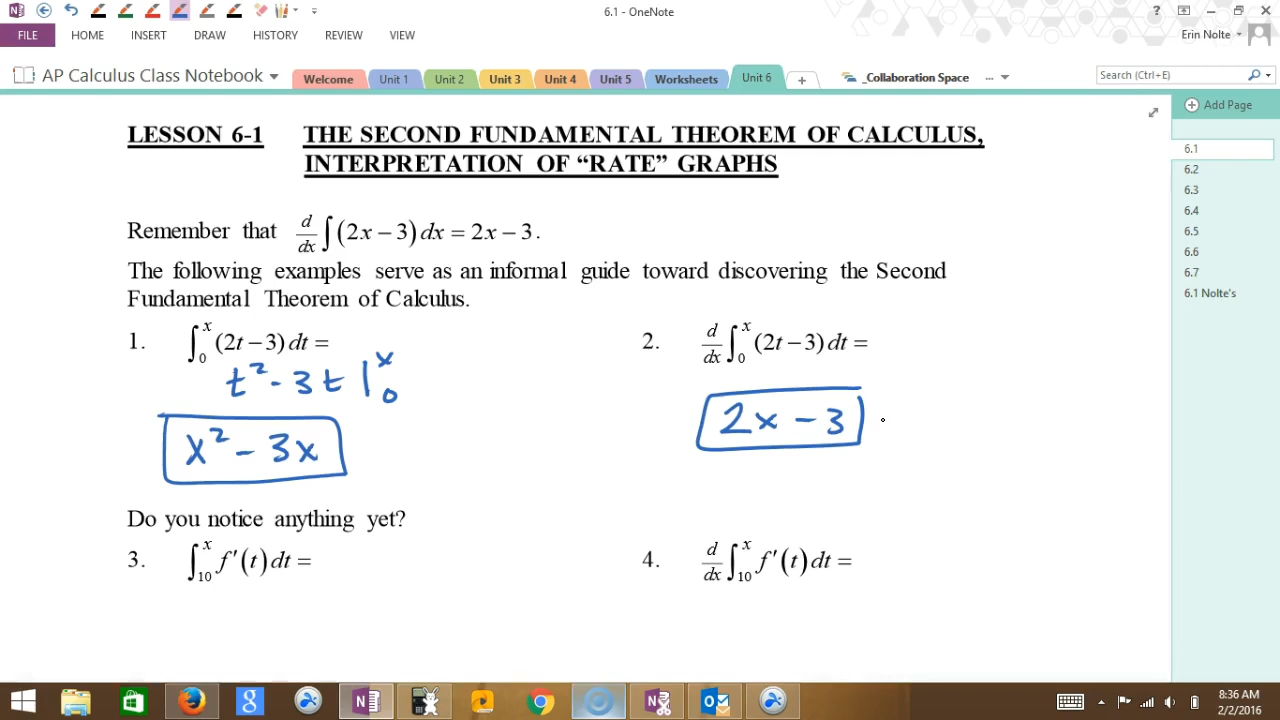 6.1 - OneNote
?
FILE HOME INSERT DRAW HISTORY REVIEW VIEW
Erin Nolte
AP Calculus Class Notebook
Welcome Unit 1 Unit 2 Unit 3 Unit 4 Unit 5 Worksheets Unit 6 + _Collaboration Space ...
Search (Ctrl+E)
Add Page
6.1
6.2
6.3
6.4
6.5
6.6
6.7
6.1 Nolte's
LESSON 6-1 THE SECOND FUNDAMENTAL THEOREM OF CALCULUS,
INTERPRETATION OF “RATE” GRAPHS
Remember that d/dx ∫(2x − 3) dx = 2x − 3.
The following examples serve as an informal guide toward discovering the Second
Fundamental Theorem of Calculus.
1. ∫₀ˣ (2t − 3) dt =
t² - 3t |₀ˣ
x² - 3x
2. d/dx ∫₀ˣ (2t − 3) dt =
2x - 3
Do you notice anything yet?
3. ∫₁₀ˣ f′(t) dt =
4. d/dx ∫₁₀ˣ f′(t) dt =
8:36 AM
2/2/2016